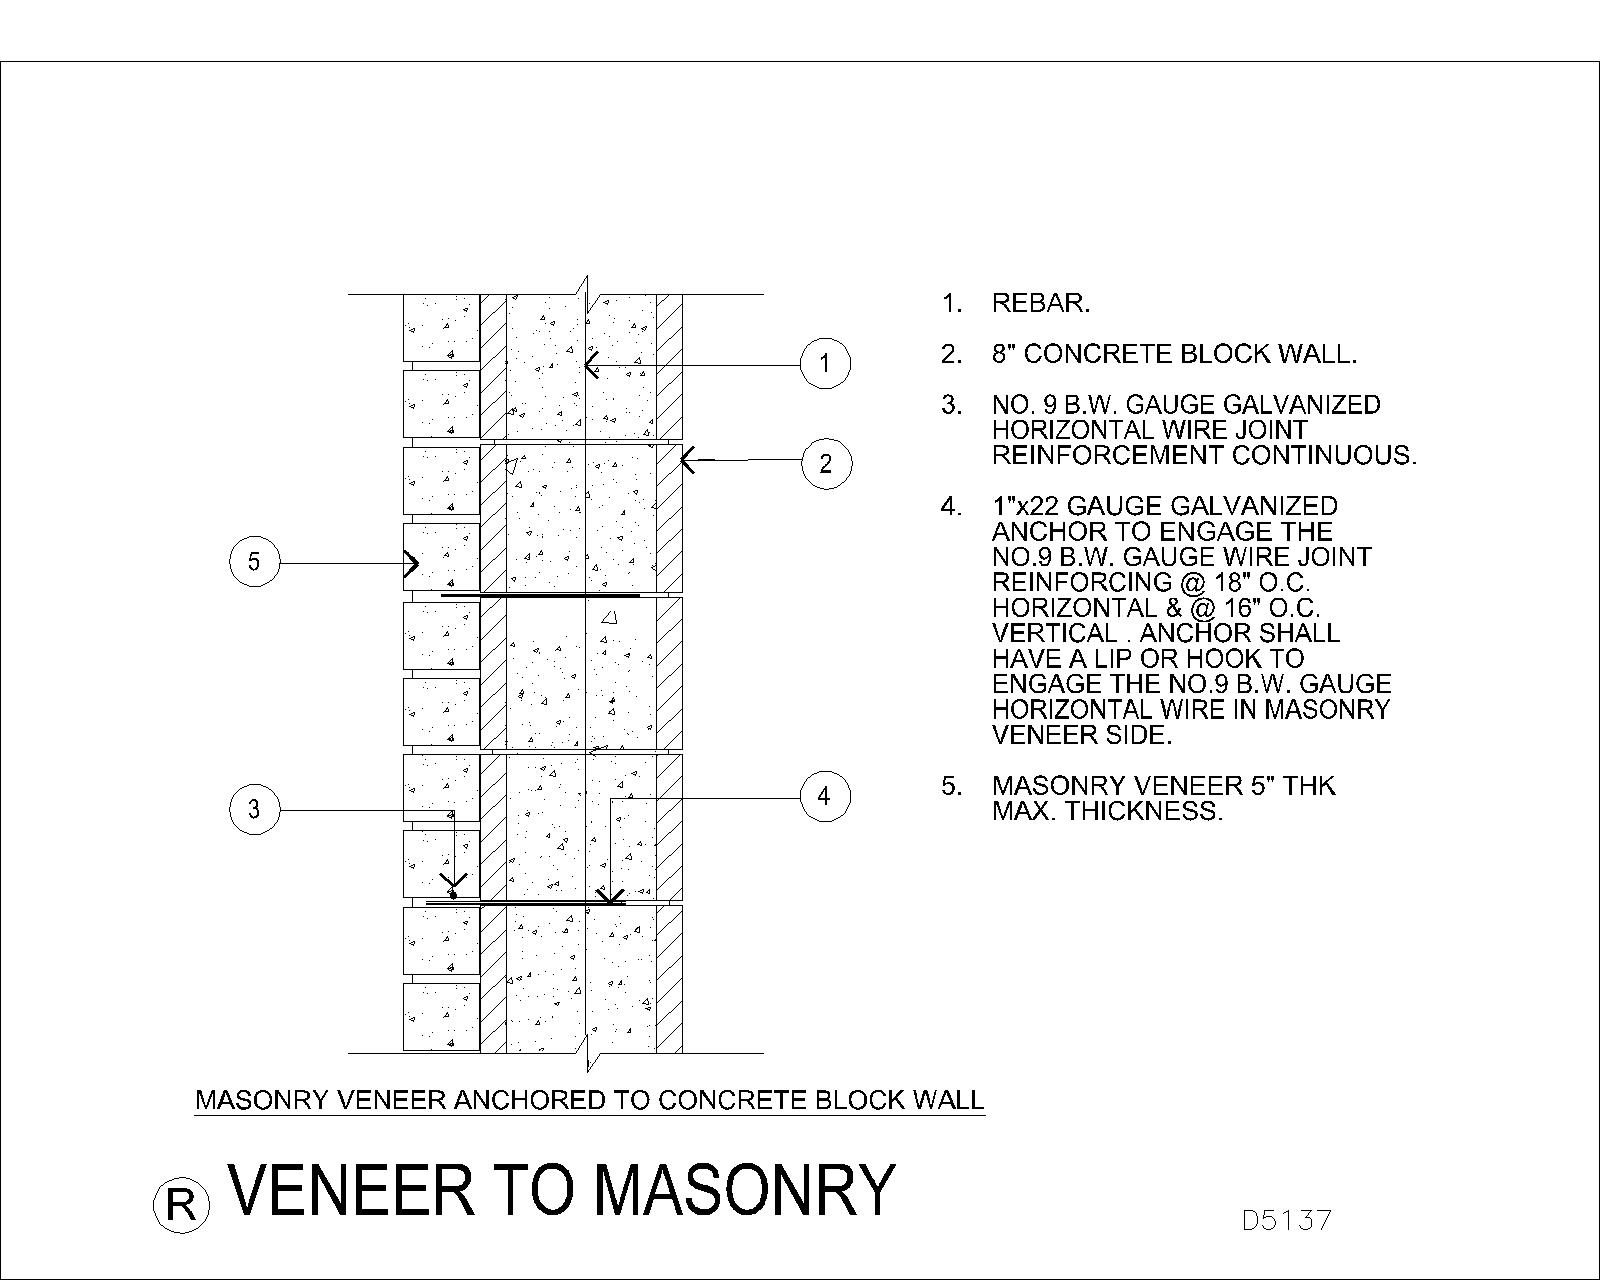 1. REBAR.
2. 8" CONCRETE BLOCK WALL.
3. NO. 9 B.W. GAUGE GALVANIZED
HORIZONTAL WIRE JOINT
REINFORCEMENT CONTINUOUS.
4. 1"x22 GAUGE GALVANIZED
ANCHOR TO ENGAGE THE
NO.9 B.W. GAUGE WIRE JOINT
REINFORCING @ 18" O.C.
HORIZONTAL & @ 16" O.C.
VERTICAL . ANCHOR SHALL
HAVE A LIP OR HOOK TO
ENGAGE THE NO.9 B.W. GAUGE
HORIZONTAL WIRE IN MASONRY
VENEER SIDE.
5. MASONRY VENEER 5" THK
MAX. THICKNESS.
1
2
5
3
4
MASONRY VENEER ANCHORED TO CONCRETE BLOCK WALL
R VENEER TO MASONRY
D5137